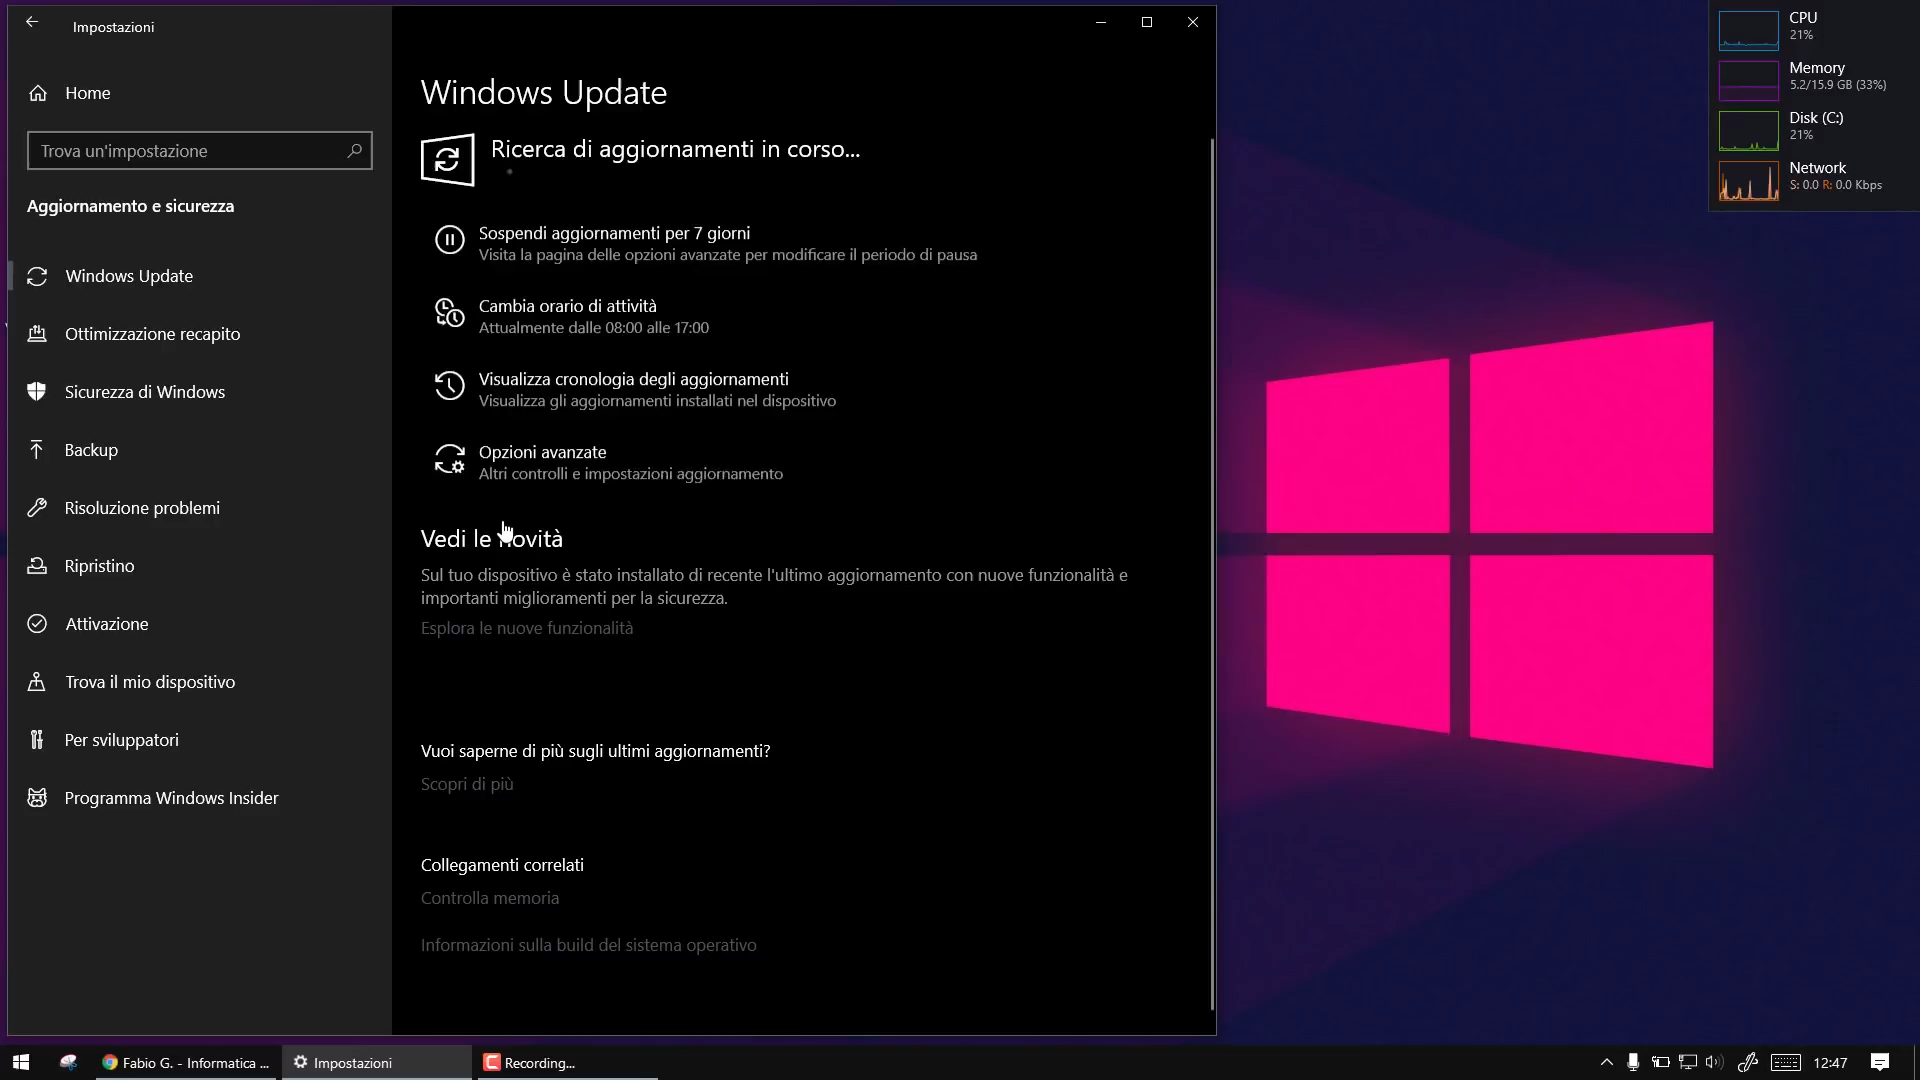 Impostazioni
Home
Trova un'impostazione
Aggiornamento e sicurezza
Windows Update
Ottimizzazione recapito
Sicurezza di Windows
Backup
Risoluzione problemi
Ripristino
Attivazione
Trova il mio dispositivo
Per sviluppatori
Programma Windows Insider
Windows Update
Ricerca di aggiornamenti in corso...
Sospendi aggiornamenti per 7 giorni
Visita la pagina delle opzioni avanzate per modificare il periodo di pausa
Cambia orario di attività
Attualmente dalle 08:00 alle 17:00
Visualizza cronologia degli aggiornamenti
Visualizza gli aggiornamenti installati nel dispositivo
Opzioni avanzate
Altri controlli e impostazioni aggiornamento
Vedi le novità
Sul tuo dispositivo è stato installato di recente l'ultimo aggiornamento con nuove funzionalità e
importanti miglioramenti per la sicurezza.
Esplora le nuove funzionalità
Vuoi saperne di più sugli ultimi aggiornamenti?
Scopri di più
Collegamenti correlati
Controlla memoria
Informazioni sulla build del sistema operativo
CPU
21%
Memory
5.2/15.9 GB (33%)
Disk (C:)
21%
Network
S: 0.0 R: 0.0 Kbps
Fabio G. - Informatica ...
Impostazioni
Recording...
12:47